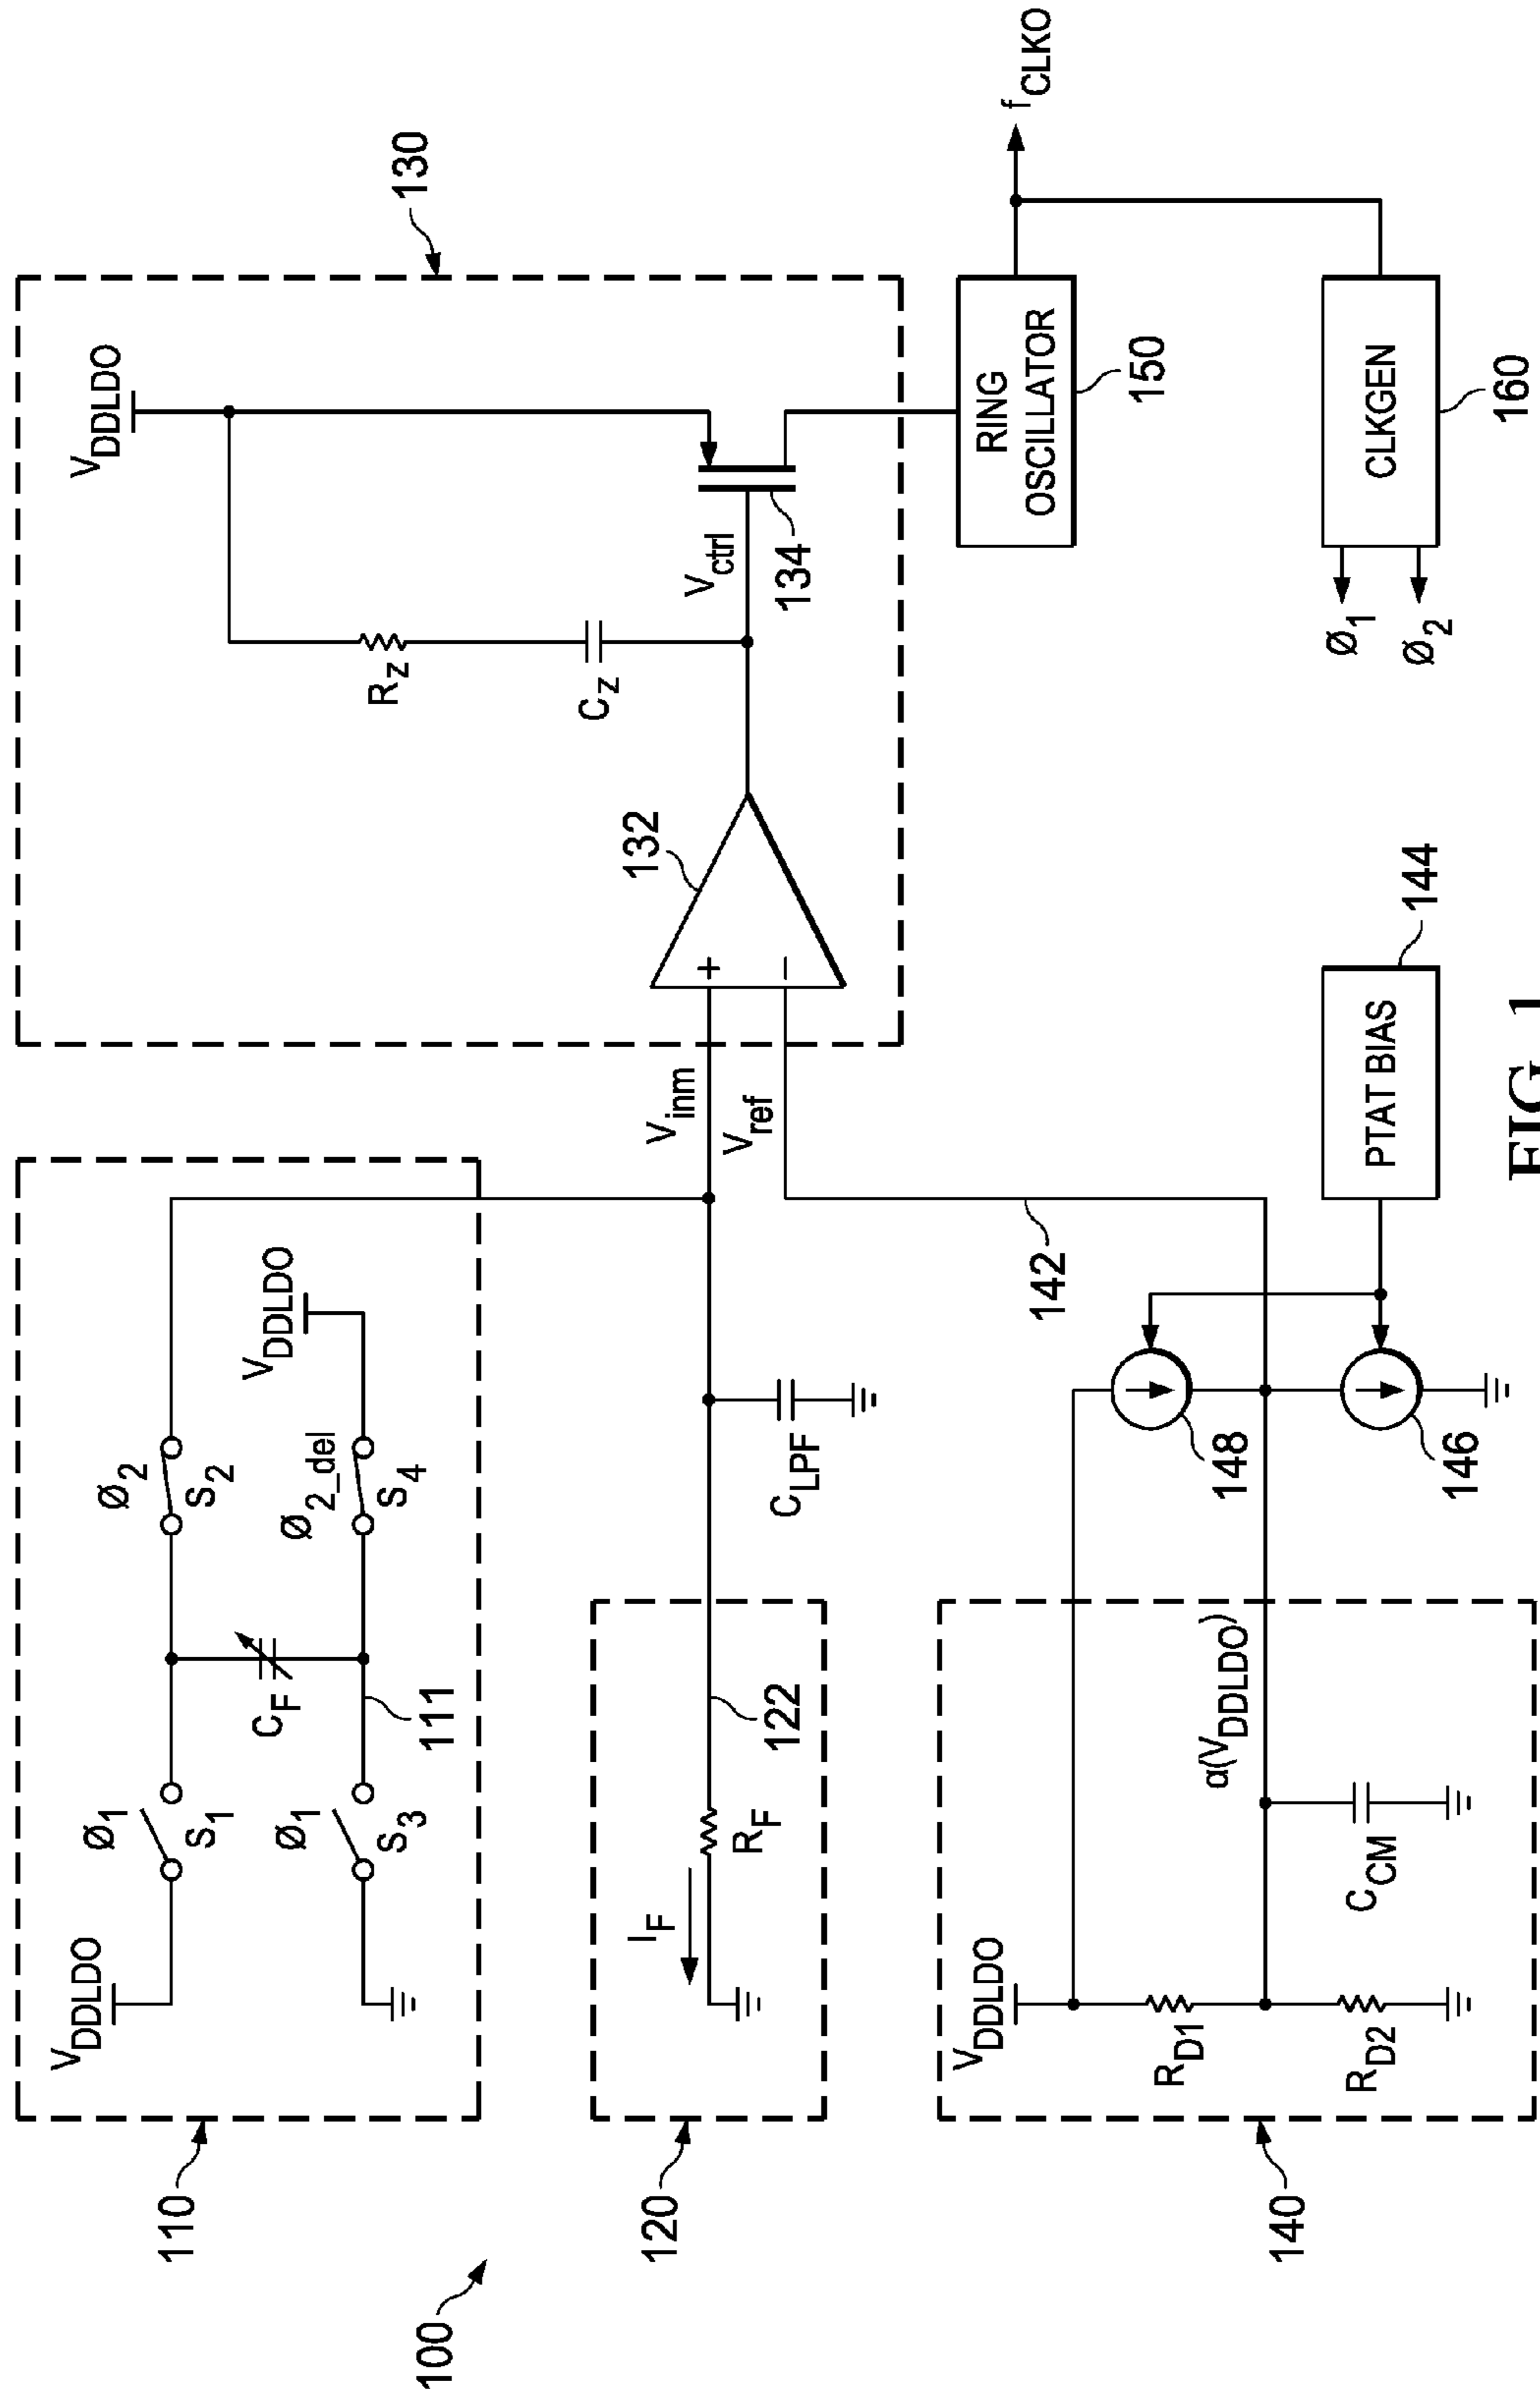 100
110
V_DDLDO
Ø_1
S_1
Ø_1
S_3
C_F
111
Ø_2
S_2
Ø_2_del
S_4
V_DDLDO
120
I_F
R_F
122
C_LPF
V_inm
V_ref
130
132
+
−
V_DDLDO
R_Z
C_Z
V_ctrl
134
140
V_DDLDO
R_D1
R_D2
C_CM
α(V_DDLDO)
142
148
146
PTAT BIAS
144
RING
OSCILLATOR
150
f_CLKO
CLKGEN
160
Ø_1
Ø_2